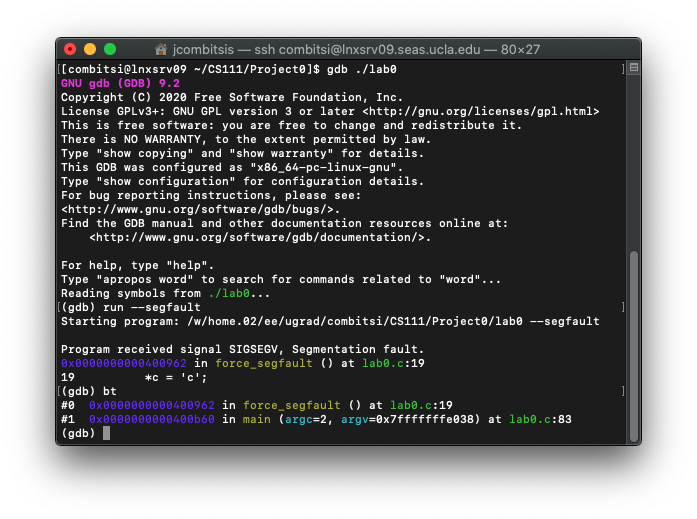 jcombitsis — ssh combitsi@lnxsrv09.seas.ucla.edu — 80×27
[[combitsi@lnxsrv09 ~/CS111/Project0]$ gdb ./lab0 ]
GNU gdb (GDB) 9.2
Copyright (C) 2020 Free Software Foundation, Inc.
License GPLv3+: GNU GPL version 3 or later <http://gnu.org/licenses/gpl.html>
This is free software: you are free to change and redistribute it.
There is NO WARRANTY, to the extent permitted by law.
Type "show copying" and "show warranty" for details.
This GDB was configured as "x86_64-pc-linux-gnu".
Type "show configuration" for configuration details.
For bug reporting instructions, please see:
<http://www.gnu.org/software/gdb/bugs/>.
Find the GDB manual and other documentation resources online at:
    <http://www.gnu.org/software/gdb/documentation/>.
For help, type "help".
Type "apropos word" to search for commands related to "word"...
Reading symbols from ./lab0...
[(gdb) run --segfault ]
Starting program: /w/home.02/ee/ugrad/combitsi/CS111/Project0/lab0 --segfault
Program received signal SIGSEGV, Segmentation fault.
0x0000000000400962 in force_segfault () at lab0.c:19
19          *c = 'c';
[(gdb) bt ]
#0  0x0000000000400962 in force_segfault () at lab0.c:19
#1  0x0000000000400b60 in main (argc=2, argv=0x7fffffffe038) at lab0.c:83
(gdb)